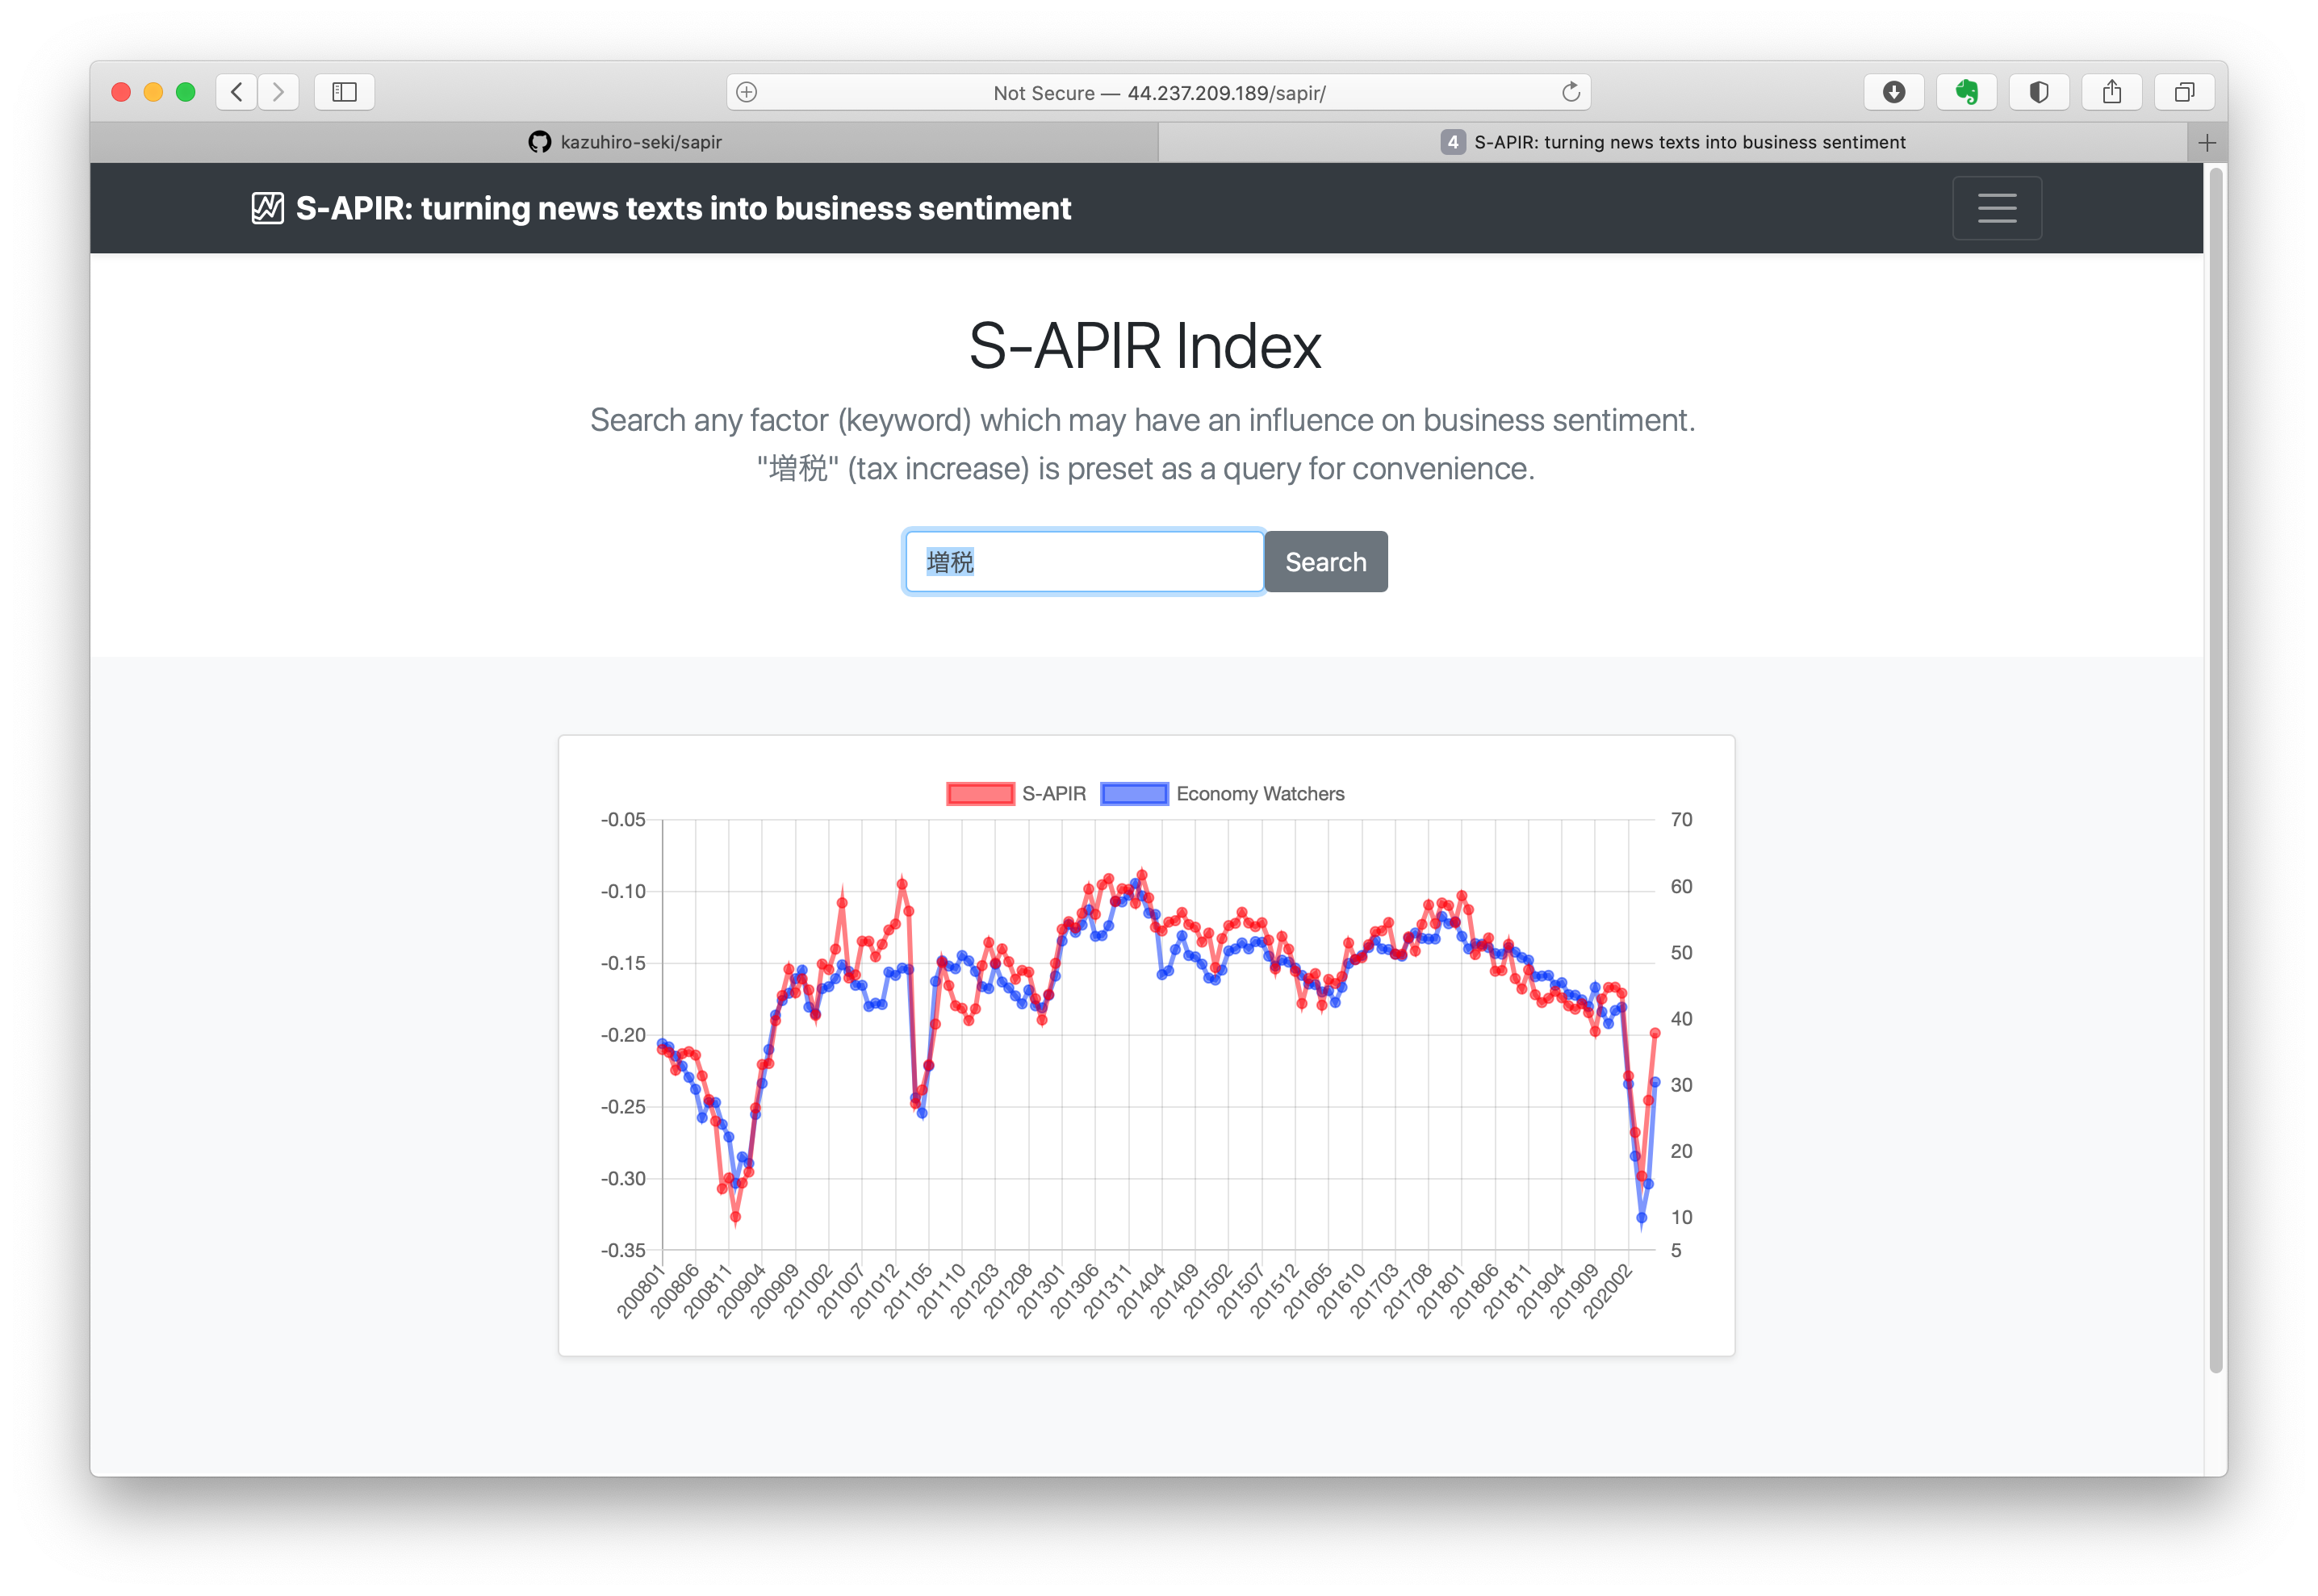 Not Secure — 44.237.209.189/sapir/
kazuhiro-seki/sapir
4 S-APIR: turning news texts into business sentiment
S-APIR: turning news texts into business sentiment
S-APIR Index
Search any factor (keyword) which may have an influence on business sentiment.
"増税" (tax increase) is preset as a query for convenience.
増税 Search
S-APIR Economy Watchers
-0.05 70
-0.10 60
-0.15 50
-0.20 40
-0.25 30
20
-0.30
10
-0.35 5
200801 200806 200811 200904 200909 201002 201007 201012 201105 201110 201203 201208 201301 201306 201311 201404 201409 201502 201507 201512 201605 201610 201703 201708 201801 201806 201811 201904 201909 202002